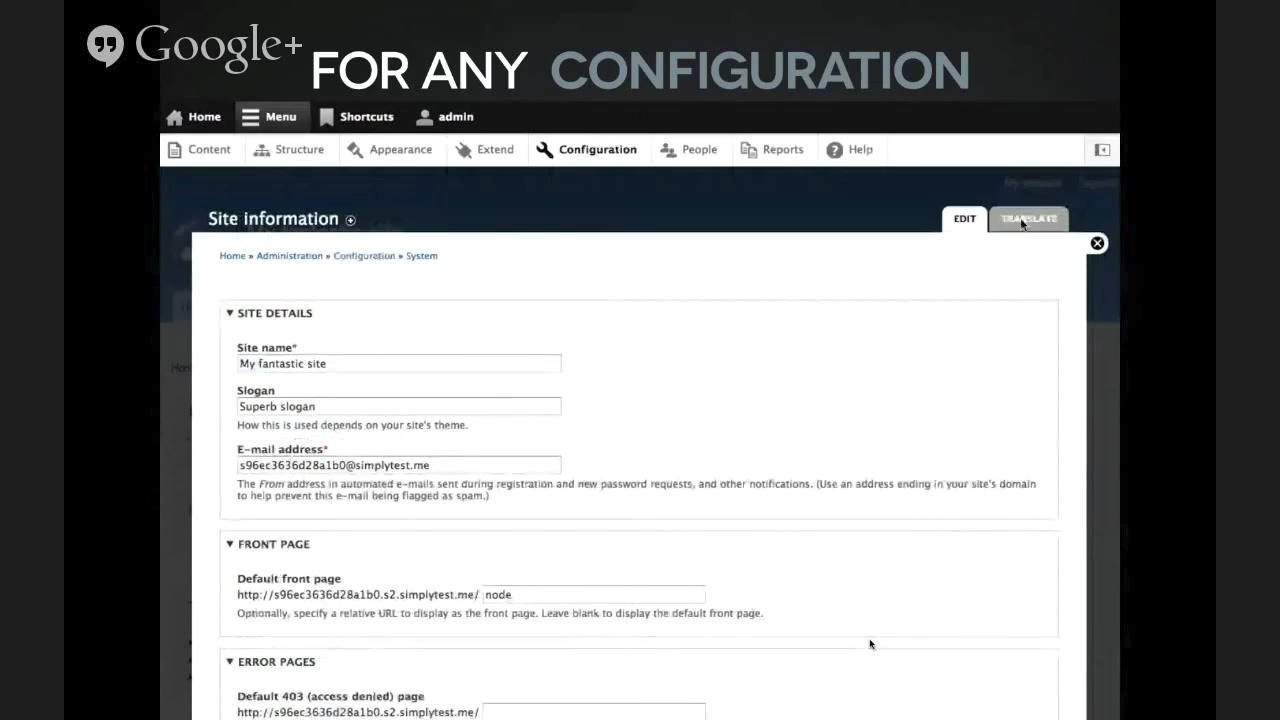 Google+
FOR ANY CONFIGURATION
Home Menu Shortcuts admin
Content Structure Appearance Extend Configuration People Reports Help
Site information
EDIT TRANSLATE
Home » Administration » Configuration » System
SITE DETAILS
Site name*
My fantastic site
Slogan
Superb slogan
How this is used depends on your site's theme.
E-mail address*
s96ec3636d28a1b0@simplytest.me
The From address in automated e-mails sent during registration and new password requests, and other notifications. (Use an address ending in your site's domain
to help prevent this e-mail being flagged as spam.)
FRONT PAGE
Default front page
http://s96ec3636d28a1b0.s2.simplytest.me/ node
Optionally, specify a relative URL to display as the front page. Leave blank to display the default front page.
ERROR PAGES
Default 403 (access denied) page
http://s96ec3636d28a1b0.s2.simplytest.me/